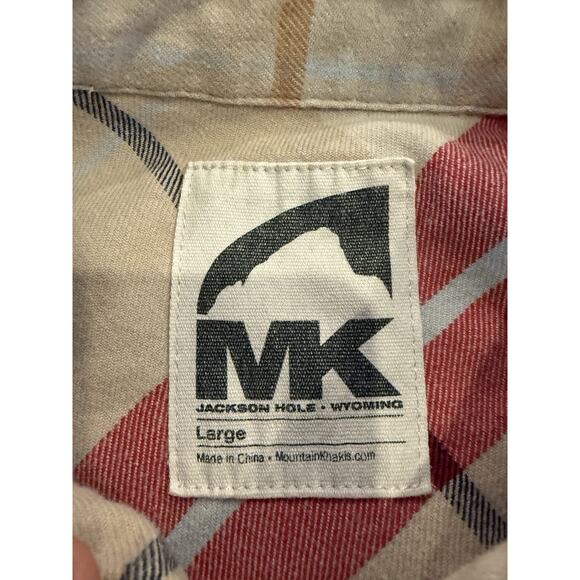 MK
JACKSON HOLE • WYOMING
Large
Made in China • MountainKhakis.com